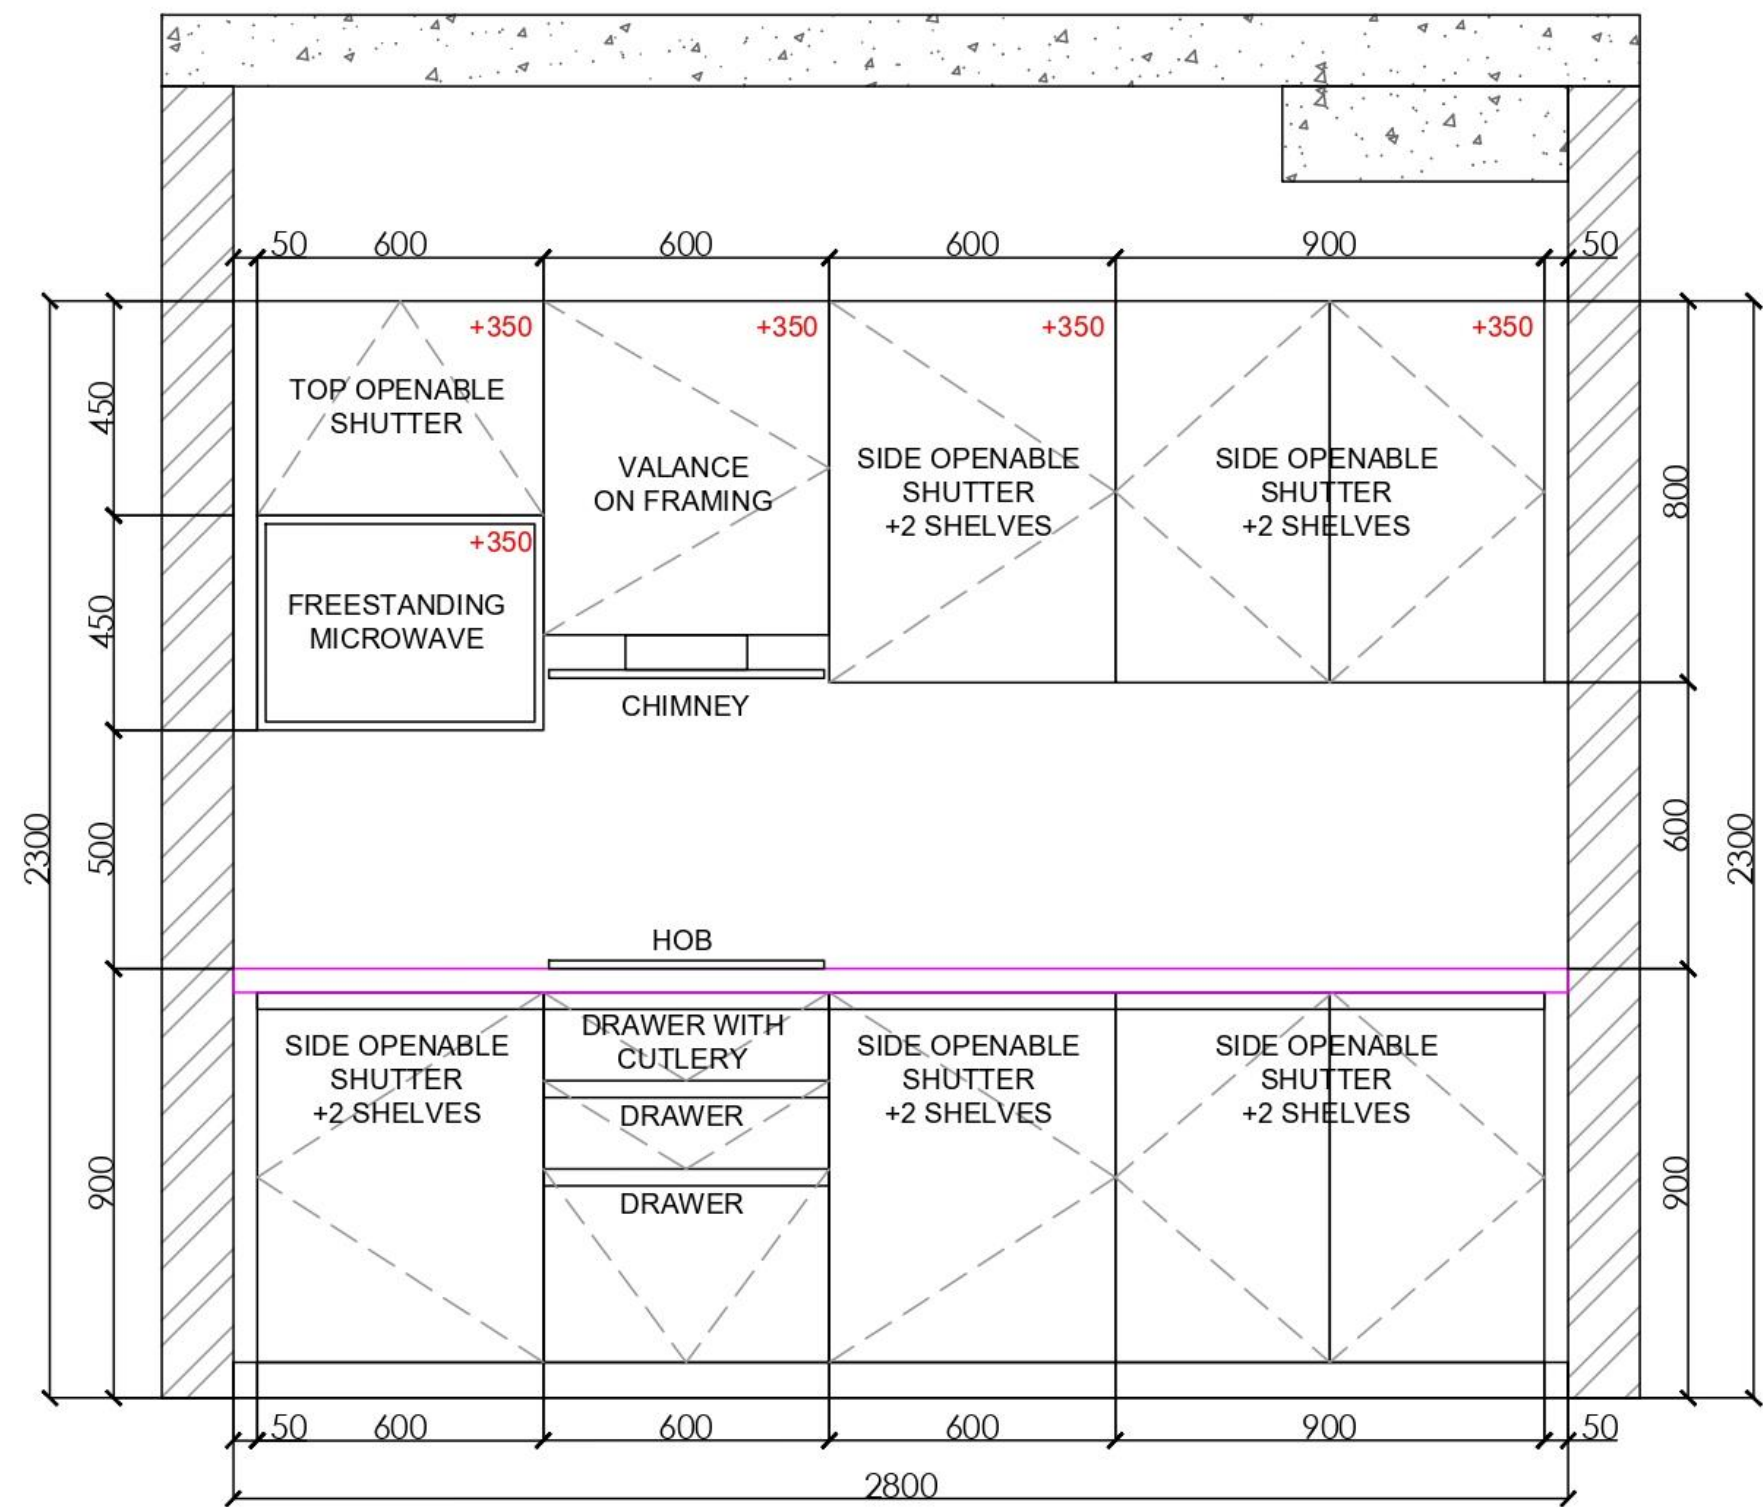 50 600 600 600 900 50
+350 +350 +350 +350
TOP OPENABLE
SHUTTER
450
VALANCE
ON FRAMING
SIDE OPENABLE
SHUTTER
+2 SHELVES
SIDE OPENABLE
SHUTTER
+2 SHELVES
800
+350
FREESTANDING
MICROWAVE
450
CHIMNEY
2300
500
600
2300
HOB
SIDE OPENABLE
SHUTTER
+2 SHELVES
DRAWER WITH
CUTLERY
DRAWER
DRAWER
SIDE OPENABLE
SHUTTER
+2 SHELVES
SIDE OPENABLE
SHUTTER
+2 SHELVES
900
900
50 600 600 600 900 50
2800